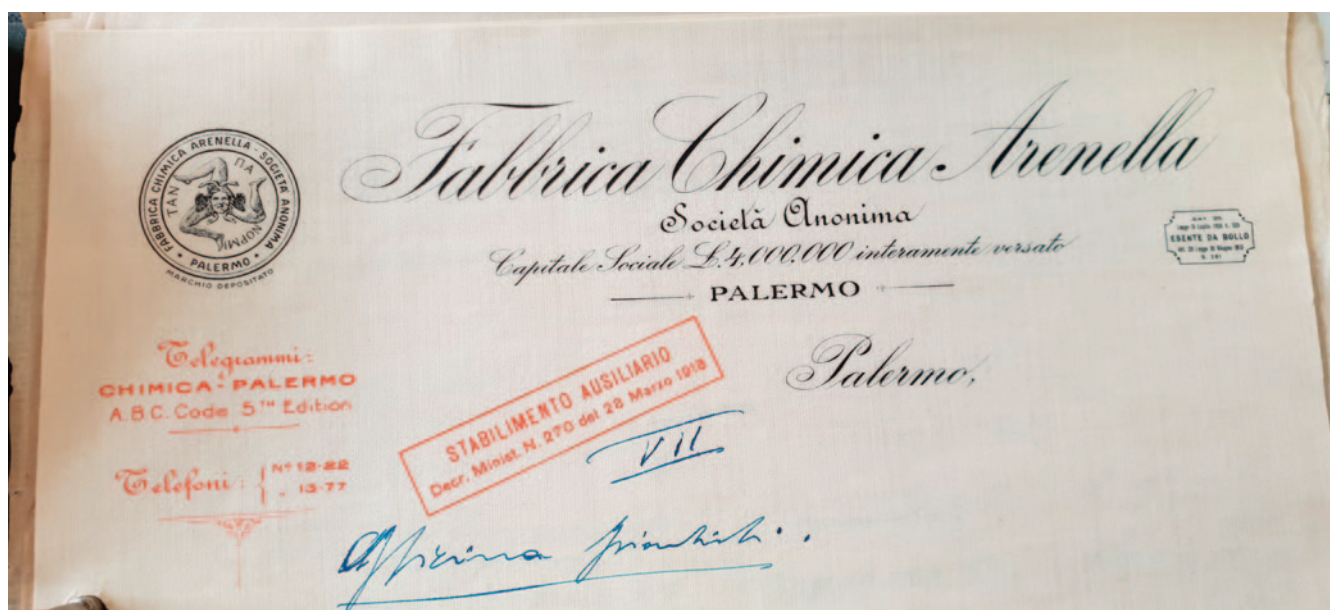 FABBRICA CHIMICA ARENELLA - SOCIETÀ ANONIMA
PALERMO
MARCHIO DEPOSITATO
Fabbrica Chimica Arenella
Società Anonima
Capitale Sociale L. 4,000.000 interamente versato
PALERMO
ESENTE DA BOLLO
Telegrammi:
CHIMICA - PALERMO
A.B.C. Code 5TH Edition
Telefoni: { No 12-22
" 13-77
STABILIMENTO AUSILIARIO
Decr. Minist. N. 270 del 28 Marzo 1918
Palermo,
VII
Officina